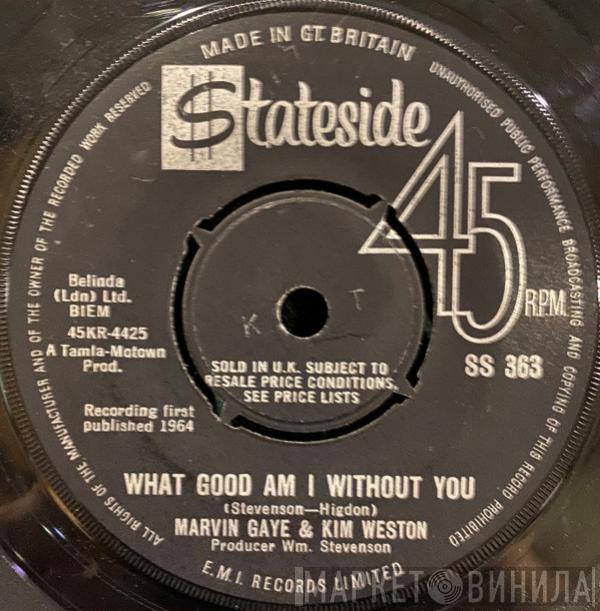 MADE IN GT. BRITAIN
UNAUTHORISED PUBLIC PERFORMANCE BROADCASTING AND COPYING OF THIS RECORD PROHIBITED
ALL RIGHTS OF THE MANUFACTURER AND OF THE OWNER OF THE RECORDED WORK RESERVED
$tateside
45
R.P.M.
Belinda
(Ldn) Ltd.
BIEM
45KR-4425
A Tamla-Motown
Prod.
SS 363
K T
SOLD IN U.K. SUBJECT TO
RESALE PRICE CONDITIONS,
SEE PRICE LISTS
Recording first
published 1964
WHAT GOOD AM I WITHOUT YOU
(Stevenson—Higdon)
MARVIN GAYE & KIM WESTON
Producer Wm. Stevenson
E.M.I. RECORDS LIMITED
МАРКЕТ ВИНИЛА